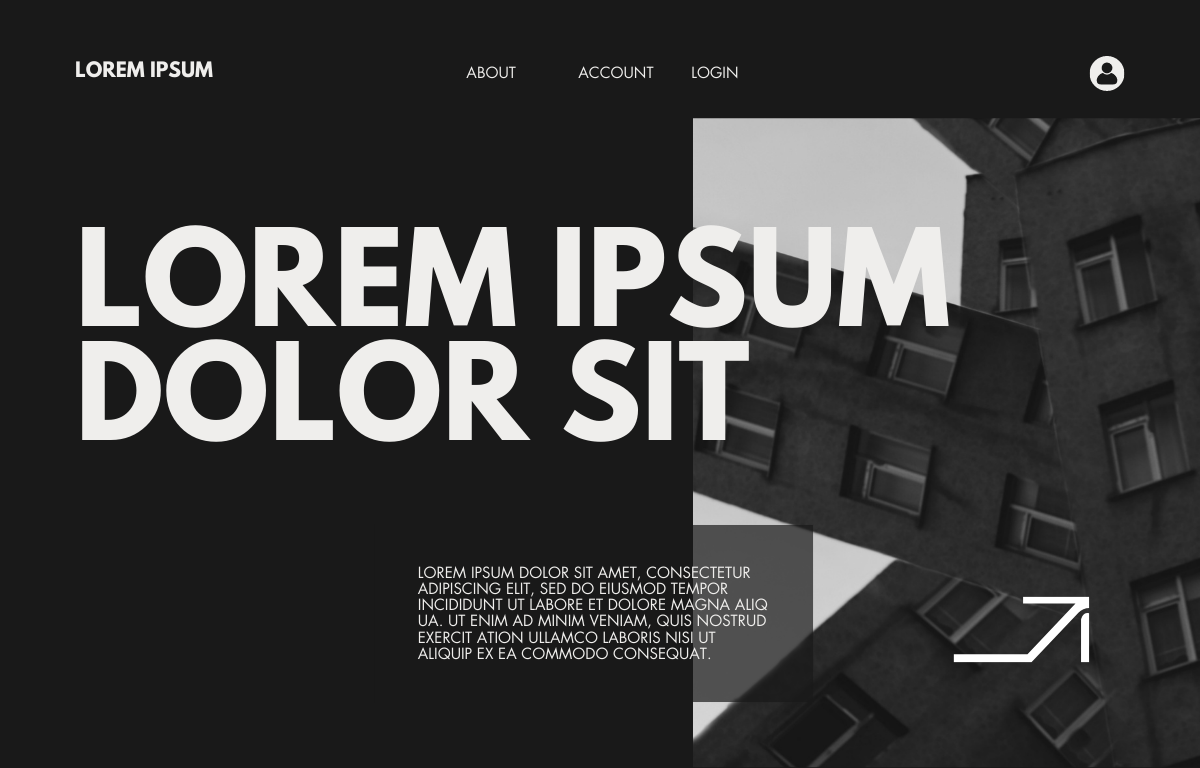 LOREM IPSUM
ABOUT
ACCOUNT
LOGIN
LOREM IPSUM
DOLOR SIT
LOREM IPSUM DOLOR SIT AMET, CONSECTETUR
ADIPISCING ELIT, SED DO EIUSMOD TEMPOR
INCIDIDUNT UT LABORE ET DOLORE MAGNA ALIQ
UA. UT ENIM AD MINIM VENIAM, QUIS NOSTRUD
EXERCIT ATION ULLAMCO LABORIS NISI UT
ALIQUIP EX EA COMMODO CONSEQUAT.